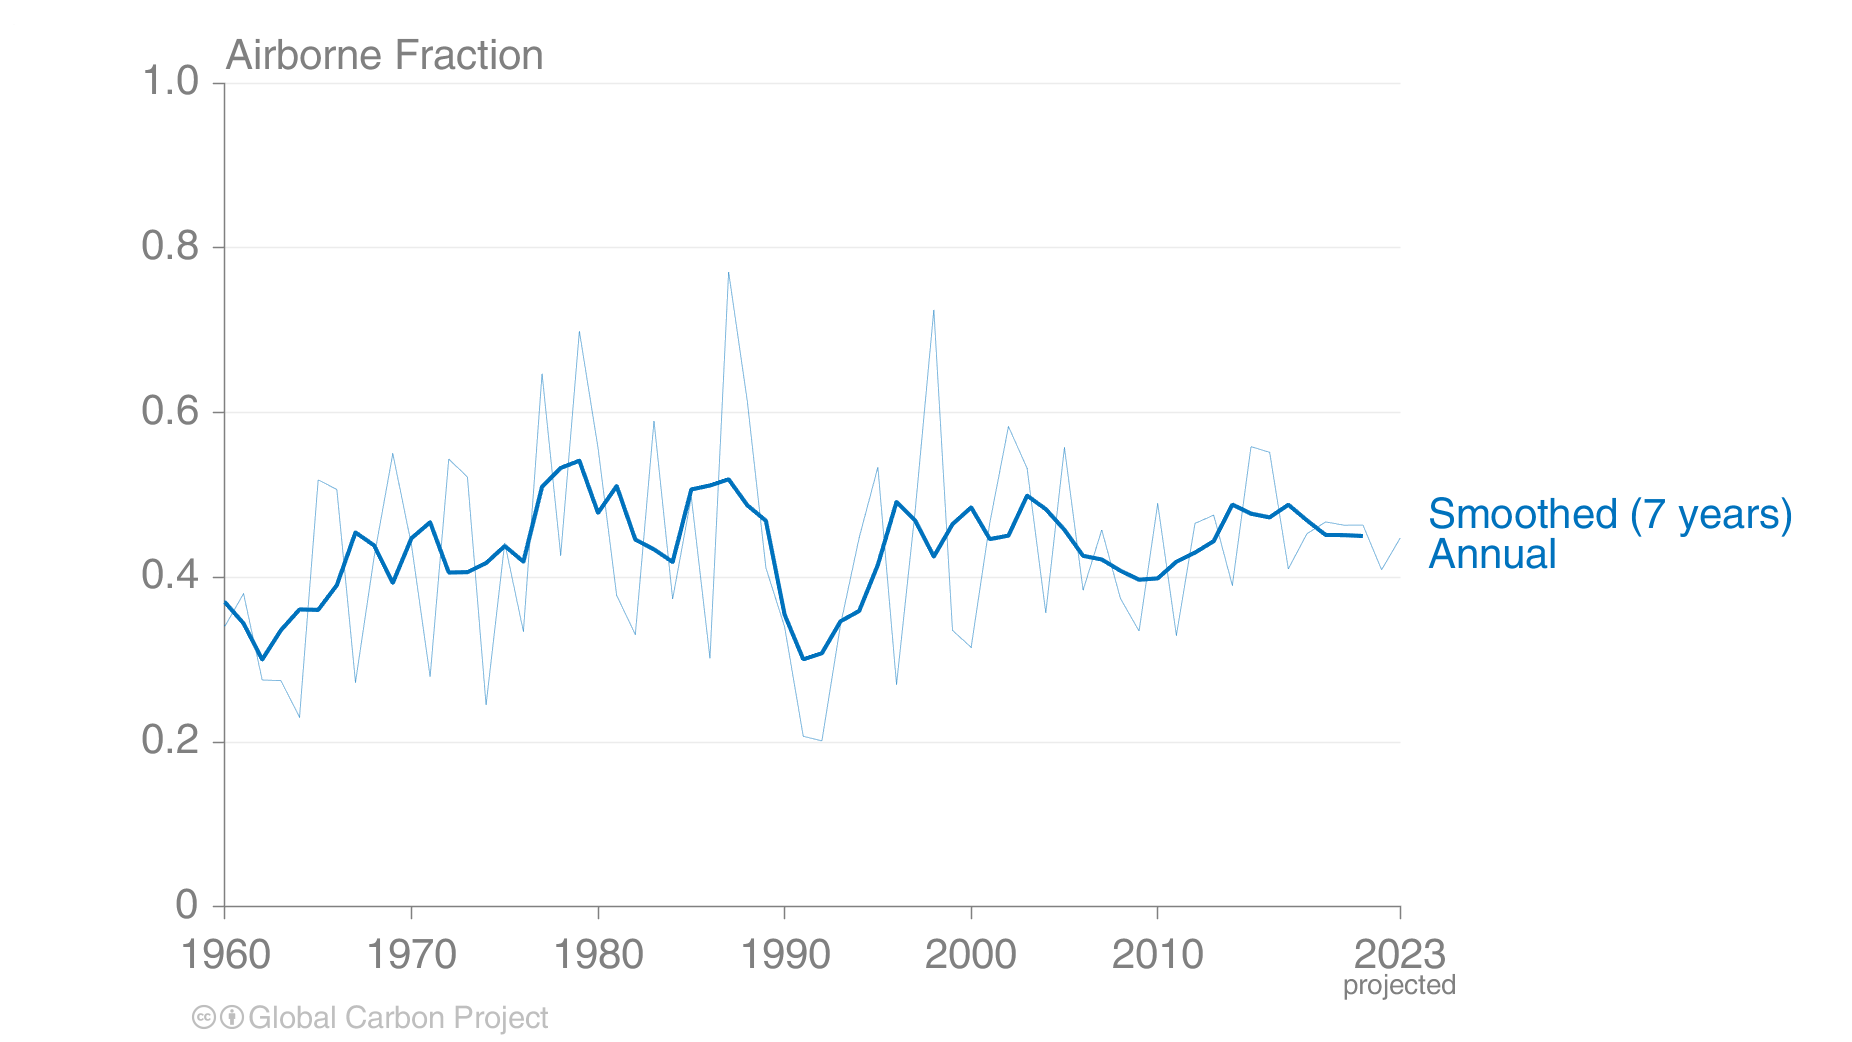 Airborne Fraction
1.0
0.8
0.6
0.4
0.2
0
1960 1970 1980 1990 2000 2010 2023
projected
Smoothed (7 years)
Annual
cc Global Carbon Project